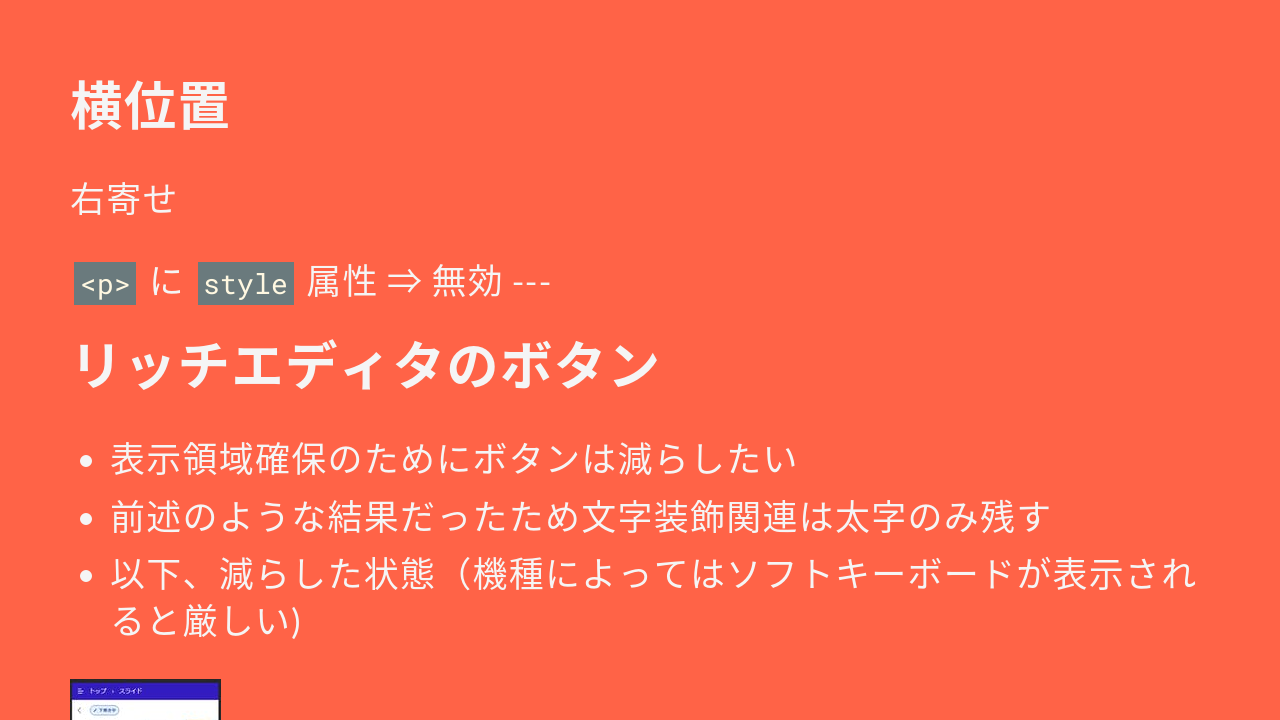 横位置
右寄せ
<p> に style 属性 ⇒ 無効 ---
リッチエディタのボタン
• 表示領域確保のためにボタンは減らしたい
• 前述のような結果だったため文字装飾関連は太字のみ残す
• 以下、減らした状態（機種によってはソフトキーボードが表示され
ると厳しい)
トップ › スライド
下書き中